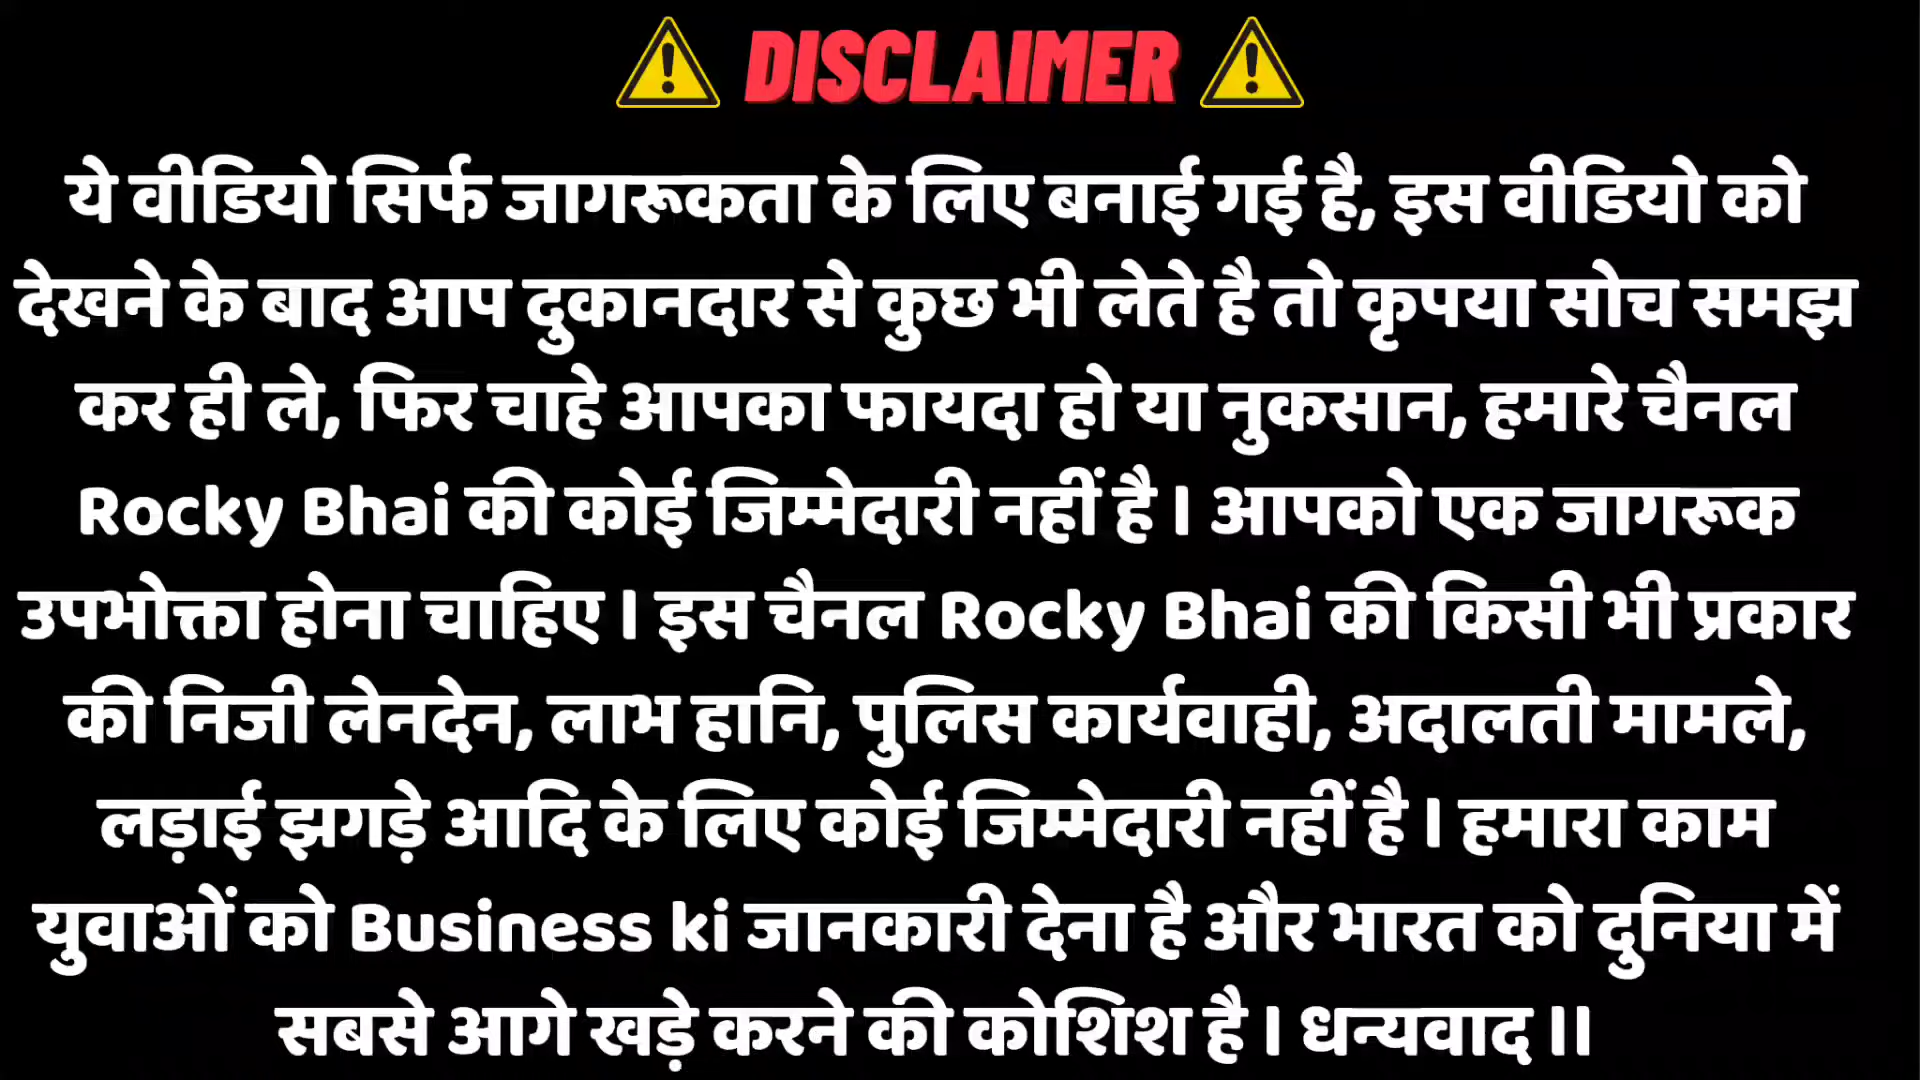 DISCLAIMER
ये वीडियो सिर्फ जागरूकता के लिए बनाई गई है, इस वीडियो को
देखने के बाद आप दुकानदार से कुछ भी लेते है तो कृपया सोच समझ
कर ही ले, फिर चाहे आपका फायदा हो या नुकसान, हमारे चैनल
Rocky Bhai की कोई जिम्मेदारी नहीं है । आपको एक जागरूक
उपभोक्ता होना चाहिए । इस चैनल Rocky Bhai की किसी भी प्रकार
की निजी लेनदेन, लाभ हानि, पुलिस कार्यवाही, अदालती मामले,
लड़ाई झगड़े आदि के लिए कोई जिम्मेदारी नहीं है । हमारा काम
युवाओं को Business ki जानकारी देना है और भारत को दुनिया में
सबसे आगे खड़े करने की कोशिश है । धन्यवाद ।।